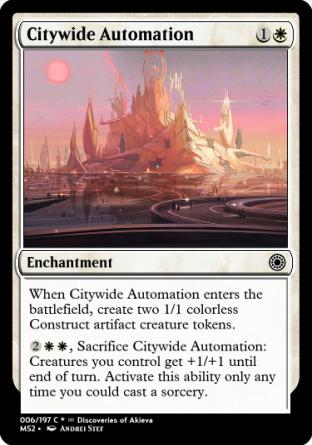 Citywide Automation 1
Enchantment
When Citywide Automation enters the
battlefield, create two 1/1 colorless
Construct artifact creature tokens.
2, Sacrifice Citywide Automation:
Creatures you control get +1/+1 until
end of turn. Activate this ability only any
time you could cast a sorcery.
006/197 C * ∞ Discoveries of Akieva
MS2 • Andrei Stef